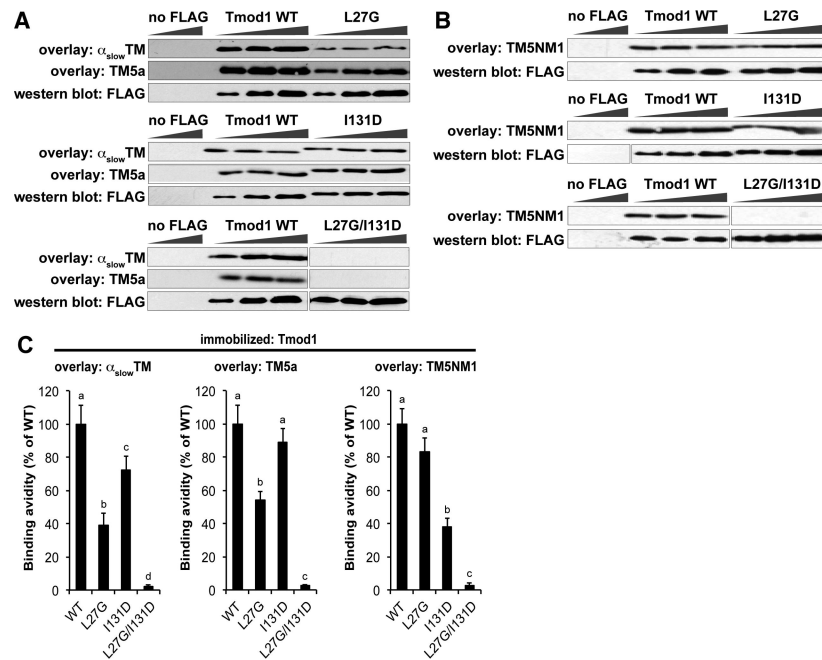 A
no FLAG Tmod1 WT L27G
overlay: αslowTM
overlay: TM5a
western blot: FLAG
no FLAG Tmod1 WT I131D
overlay: αslowTM
overlay: TM5a
western blot: FLAG
no FLAG Tmod1 WT L27G/I131D
overlay: αslowTM
overlay: TM5a
western blot: FLAG
B
no FLAG Tmod1 WT L27G
overlay: TM5NM1
western blot: FLAG
no FLAG Tmod1 WT I131D
overlay: TM5NM1
western blot: FLAG
no FLAG Tmod1 WT L27G/I131D
overlay: TM5NM1
western blot: FLAG
C
immobilized: Tmod1
overlay: αslowTM
Binding avidity (% of WT)
120
100
80
60
40
20
0
a
b
c
d
WT
L27G
I131D
L27G/I131D
overlay: TM5a
Binding avidity (% of WT)
120
100
80
60
40
20
0
a
b
a
c
WT
L27G
I131D
L27G/I131D
overlay: TM5NM1
Binding avidity (% of WT)
120
100
80
60
40
20
0
a
a
b
c
WT
L27G
I131D
L27G/I131D